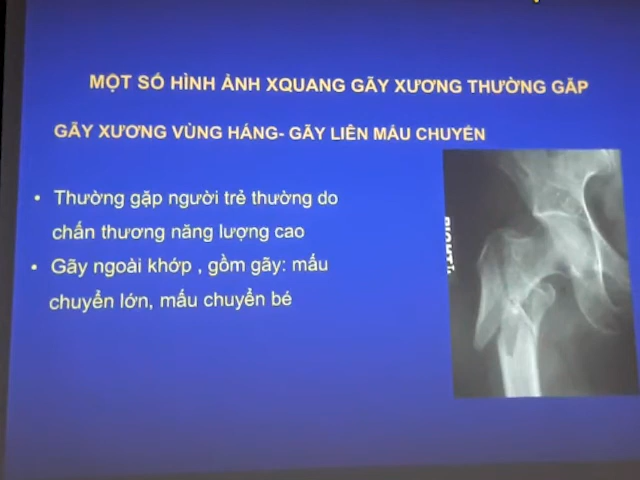 MỘT SỐ HÌNH ẢNH XQUANG GÃY XƯƠNG THƯỜNG GẶP
GÃY XƯƠNG VÙNG HÁNG- GÃY LIÊN MẤU CHUYỂN
• Thường gặp người trẻ thường do
chấn thương năng lượng cao
• Gãy ngoài khớp , gồm gãy: mấu
chuyển lớn, mấu chuyển bé
RIGHT